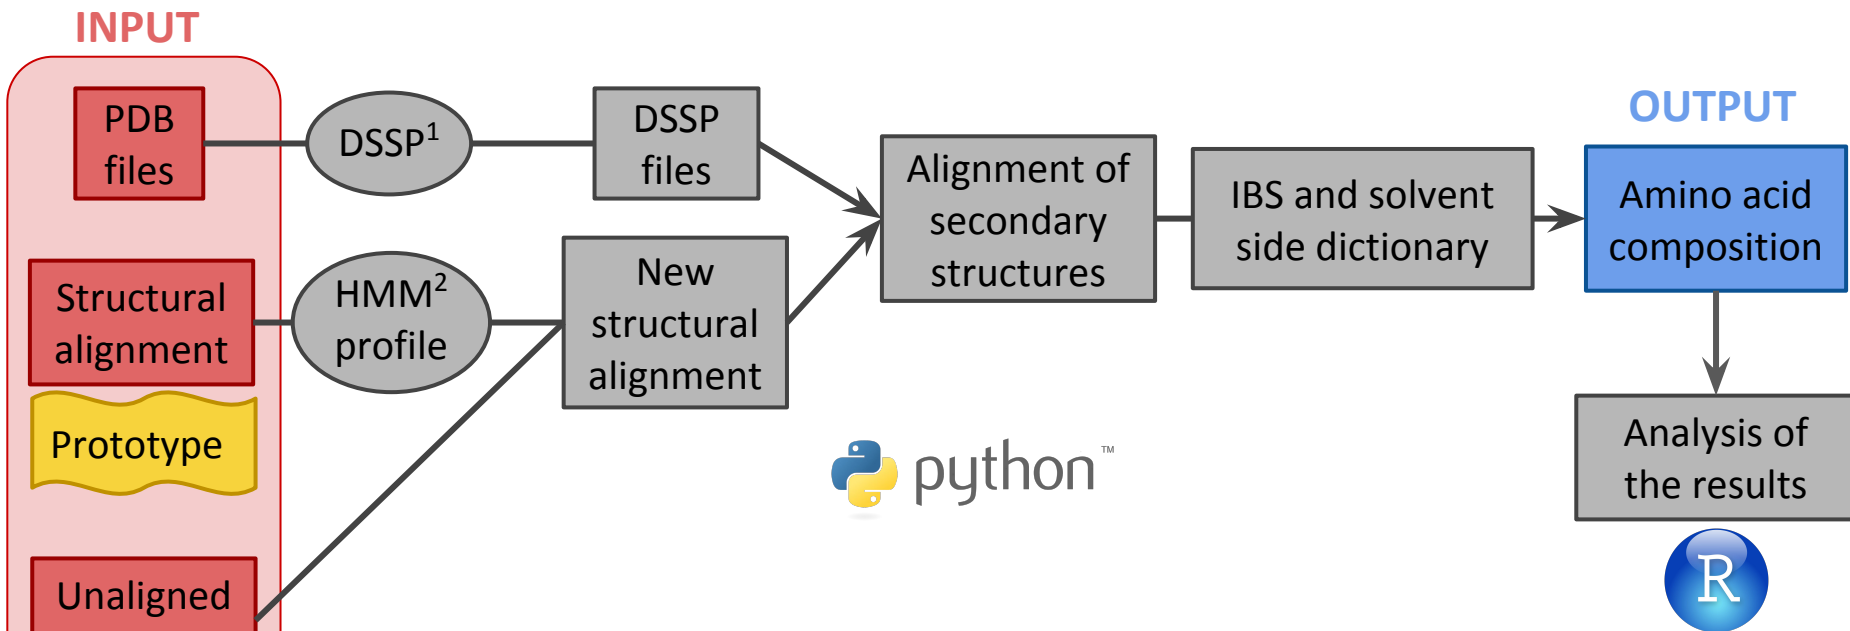 INPUT
PDB
files
DSSP1
DSSP
files
Structural
alignment
HMM2
profile
New
structural
alignment
Prototype
Unaligned
Alignment of
secondary
structures
IBS and solvent
side dictionary
OUTPUT
Amino acid
composition
Analysis of
the results
python™
R